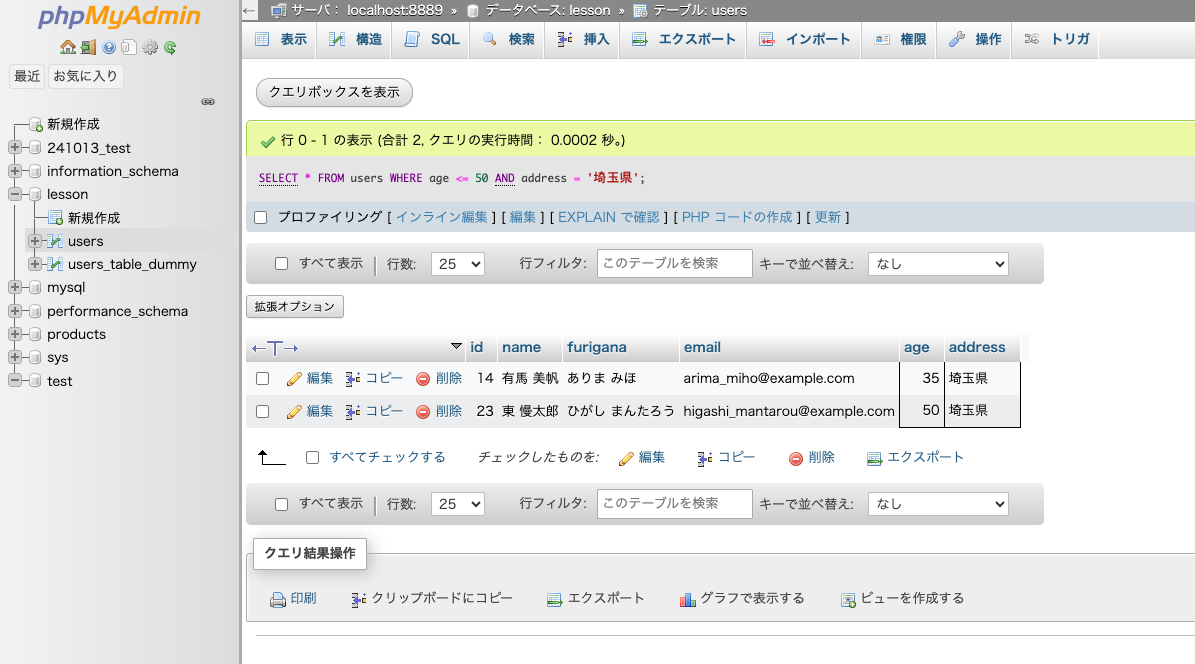 phpMyAdmin
最近 お気に入り
新規作成
241013_test
information_schema
lesson
新規作成
users
users_table_dummy
mysql
performance_schema
products
sys
test
サーバ: localhost:8889 » データベース: lesson » テーブル: users
表示 構造 SQL 検索 挿入 エクスポート インポート 権限 操作 トリガ
クエリボックスを表示
行 0 - 1 の表示 (合計 2, クエリの実行時間: 0.0002 秒。)
SELECT * FROM users WHERE age <= 50 AND address = '埼玉県';
プロファイリング [ インライン編集 ] [ 編集 ] [ EXPLAIN で確認 ] [ PHP コードの作成 ] [ 更新 ]
すべて表示 | 行数: 25 行フィルタ: このテーブルを検索 キーで並べ替え: なし
拡張オプション
←T→ id name furigana email age address
編集 コピー 削除 14 有馬 美帆 ありま みほ arima_miho@example.com 35 埼玉県
編集 コピー 削除 23 東 慢太郎 ひがし まんたろう higashi_mantarou@example.com 50 埼玉県
すべてチェックする チェックしたものを: 編集 コピー 削除 エクスポート
すべて表示 | 行数: 25 行フィルタ: このテーブルを検索 キーで並べ替え: なし
クエリ結果操作
印刷 クリップボードにコピー エクスポート グラフで表示する ビューを作成する